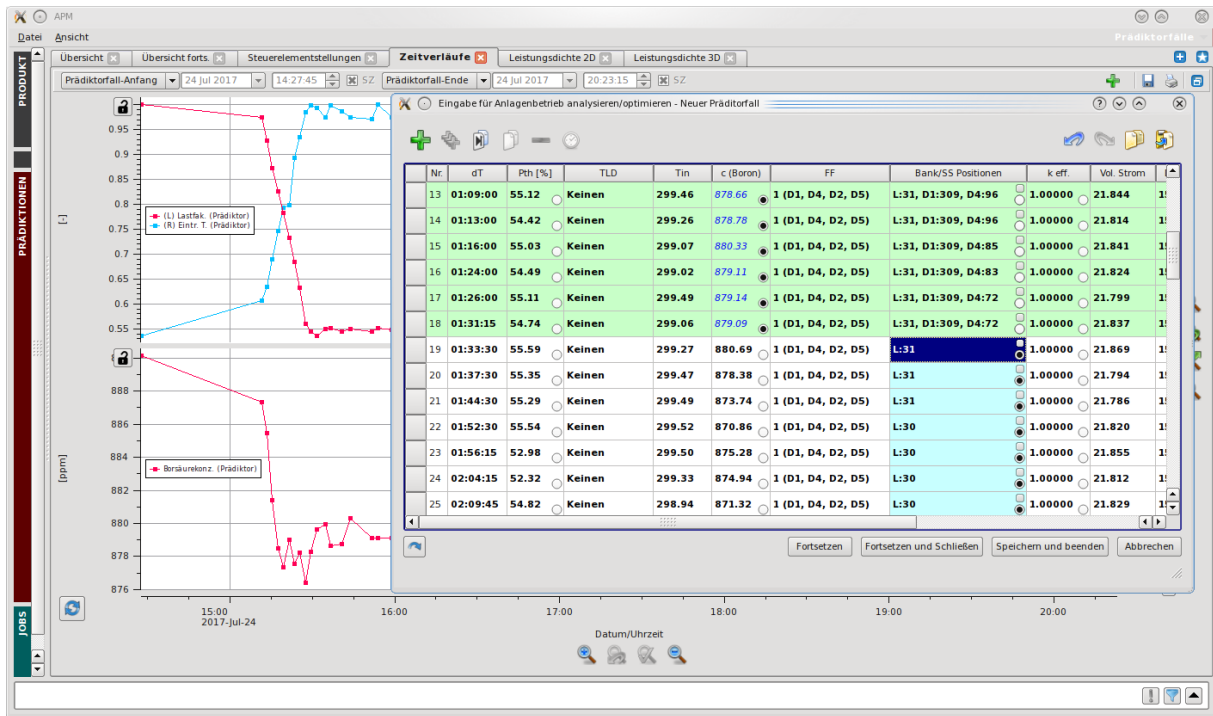 APM
Datei Ansicht
Prädiktorfälle
Übersicht Übersicht forts. Steuerelementstellungen Zeitverläufe Leistungsdichte 2D Leistungsdichte 3D
Prädiktorfall-Anfang 24 Jul 2017 14:27:45 SZ Prädiktorfall-Ende 24 Jul 2017 20:23:15 SZ
PRODUKT
PRÄDIKTIONEN
JOBS
0.95
0.9
0.85
0.8
0.75
0.7
0.65
0.6
0.55
[-]
(L) Lastfak. (Prädiktor)
(R) Eintr. T. (Prädiktor)
888
886
884
882
880
878
876
[ppm]
Borsäurekonz. (Prädiktor)
15:00 16:00 17:00 18:00 19:00 20:00
2017-Jul-24
Datum/Uhrzeit
Eingabe für Anlagenbetrieb analysieren/optimieren - Neuer Präditorfall
Nr. dT Pth [%] TLD Tin c (Boron) FF Bank/SS Positionen k eff. Vol. Strom
13 01:09:00 55.12 Keinen 299.46 878.66 1 (D1, D4, D2, D5) L:31, D1:309, D4:96 1.00000 21.844
14 01:13:00 54.42 Keinen 299.26 878.78 1 (D1, D4, D2, D5) L:31, D1:309, D4:96 1.00000 21.814
15 01:16:00 55.03 Keinen 299.07 880.33 1 (D1, D4, D2, D5) L:31, D1:309, D4:85 1.00000 21.841
16 01:24:00 54.49 Keinen 299.02 879.11 1 (D1, D4, D2, D5) L:31, D1:309, D4:83 1.00000 21.824
17 01:26:00 55.11 Keinen 299.49 879.14 1 (D1, D4, D2, D5) L:31, D1:309, D4:72 1.00000 21.799
18 01:31:15 54.74 Keinen 299.06 879.09 1 (D1, D4, D2, D5) L:31, D1:309, D4:72 1.00000 21.837
19 01:33:30 55.59 Keinen 299.27 880.69 1 (D1, D4, D2, D5) L:31 1.00000 21.869
20 01:37:30 55.35 Keinen 299.47 878.38 1 (D1, D4, D2, D5) L:31 1.00000 21.794
21 01:44:30 55.29 Keinen 299.49 873.74 1 (D1, D4, D2, D5) L:31 1.00000 21.786
22 01:52:30 55.54 Keinen 299.52 870.86 1 (D1, D4, D2, D5) L:30 1.00000 21.820
23 01:56:15 52.98 Keinen 299.50 875.28 1 (D1, D4, D2, D5) L:30 1.00000 21.855
24 02:04:15 52.32 Keinen 299.33 874.94 1 (D1, D4, D2, D5) L:30 1.00000 21.812
25 02:09:45 54.82 Keinen 298.94 871.32 1 (D1, D4, D2, D5) L:30 1.00000 21.829
Fortsetzen Fortsetzen und Schließen Speichern und beenden Abbrechen